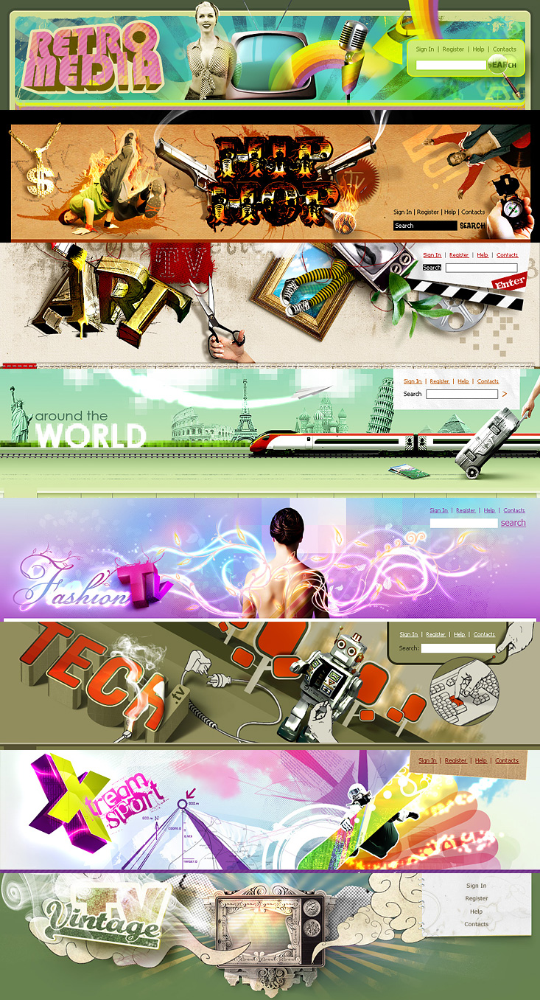 RETRO
MEDIA
Sign In | Register | Help | Contacts
SEARCH
$
HIP
HOP
TV
Sign In | Register | Help | Contacts
Search SEARCH
ART
TV
Sign In | Register | Help | Contacts
Search
Enter
around the
WORLD
Sign In | Register | Help | Contacts
Search >
Fashion TV
Sign In | Register | Help | Contacts
search
TECH
.tv
Sign In | Register | Help | Contacts
Search:
Xtream
sport
Sign In | Register | Help | Contacts
TV
Vintage
Sign In
Register
Help
Contacts